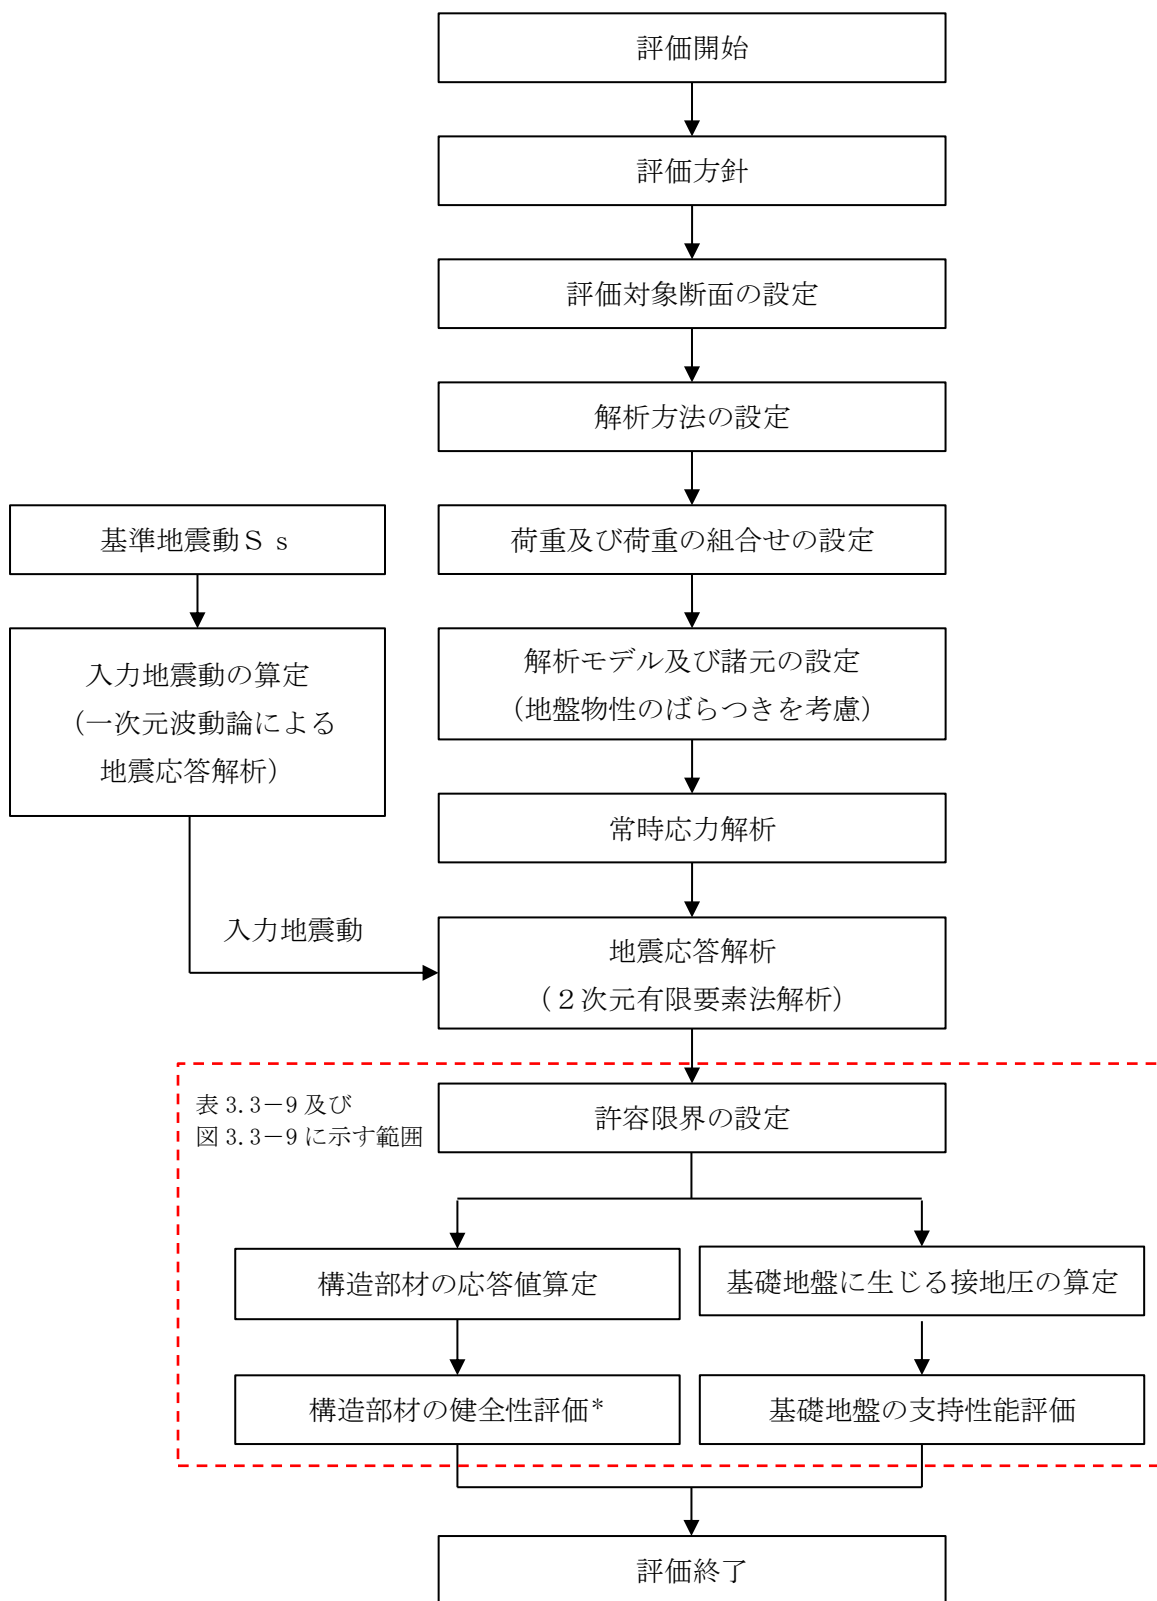 評価開始
評価方針
評価対象断面の設定
解析方法の設定
荷重及び荷重の組合せの設定
基準地震動Ｓｓ
解析モデル及び諸元の設定
（地盤物性のばらつきを考慮）
入力地震動の算定
（一次元波動論による
地震応答解析）
常時応力解析
入力地震動
地震応答解析
（２次元有限要素法解析）
表 3.3－9 及び
図 3.3－9 に示す範囲
許容限界の設定
構造部材の応答値算定
基礎地盤に生じる接地圧の算定
構造部材の健全性評価*
基礎地盤の支持性能評価
評価終了